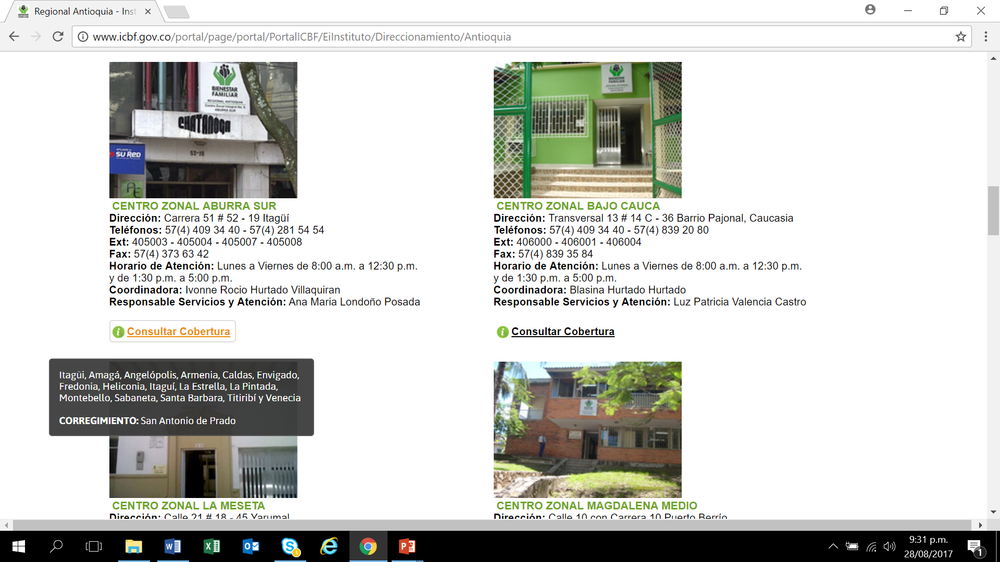 Regional Antioquia - Inst
www.icbf.gov.co/portal/page/portal/PortalICBF/EiInstituto/Direccionamiento/Antioquia
BIENESTAR
FAMILIAR
REGIONAL ANTIOQUIA
Centro Zonal Integral No. 6
ABURRA SUR
CHATANOGA
52-19
SU RED
BIENESTAR
FAMILIAR
CENTRO ZONAL ABURRA SUR
Dirección: Carrera 51 # 52 - 19 Itagüí
Teléfonos: 57(4) 409 34 40 - 57(4) 281 54 54
Ext: 405003 - 405004 - 405007 - 405008
Fax: 57(4) 373 63 42
Horario de Atención: Lunes a Viernes de 8:00 a.m. a 12:30 p.m.
y de 1:30 p.m. a 5:00 p.m.
Coordinadora: Ivonne Rocio Hurtado Villaquiran
Responsable Servicios y Atención: Ana Maria Londoño Posada
Consultar Cobertura
CENTRO ZONAL BAJO CAUCA
Dirección: Transversal 13 # 14 C - 36 Barrio Pajonal, Caucasia
Teléfonos: 57(4) 409 34 40 - 57(4) 839 20 80
Ext: 406000 - 406001 - 406004
Fax: 57(4) 839 35 84
Horario de Atención: Lunes a Viernes de 8:00 a.m. a 12:30 p.m.
y de 1:30 p.m. a 5:00 p.m.
Coordinadora: Blasina Hurtado Hurtado
Responsable Servicios y Atención: Luz Patricia Valencia Castro
Consultar Cobertura
Itagüi, Amagá, Angelópolis, Armenia, Caldas, Envigado,
Fredonia, Heliconia, Itaguí, La Estrella, La Pintada,
Montebello, Sabaneta, Santa Barbara, Titiribí y Venecia
CORREGIMIENTO: San Antonio de Prado
CENTRO ZONAL LA MESETA
Dirección: Calle 21 # 18 - 45 Yarumal
CENTRO ZONAL MAGDALENA MEDIO
Dirección: Calle 10 con Carrera 10 Puerto Berrío
9:31 p.m.
28/08/2017
1